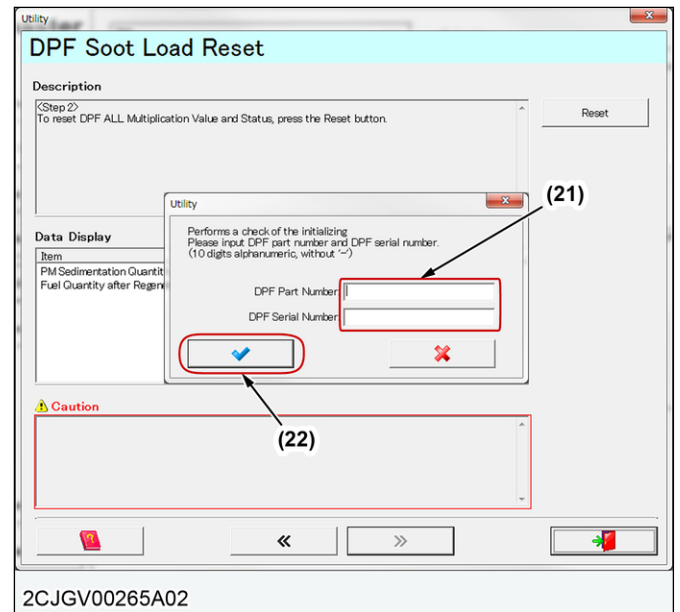 Utility
DPF Soot Load Reset
Description
<Step 2>
To reset DPF ALL Multiplication Value and Status, press the Reset button.
Reset
Utility
(21)
Performs a check of the initializing
Please input DPF part number and DPF serial number.
(10 digits alphanumeric, without '-')
Data Display
Item
PM Sedimentation Quantit
Fuel Quantity after Regen
DPF Part Number
DPF Serial Number
Caution
(22)
2CJGV00265A02